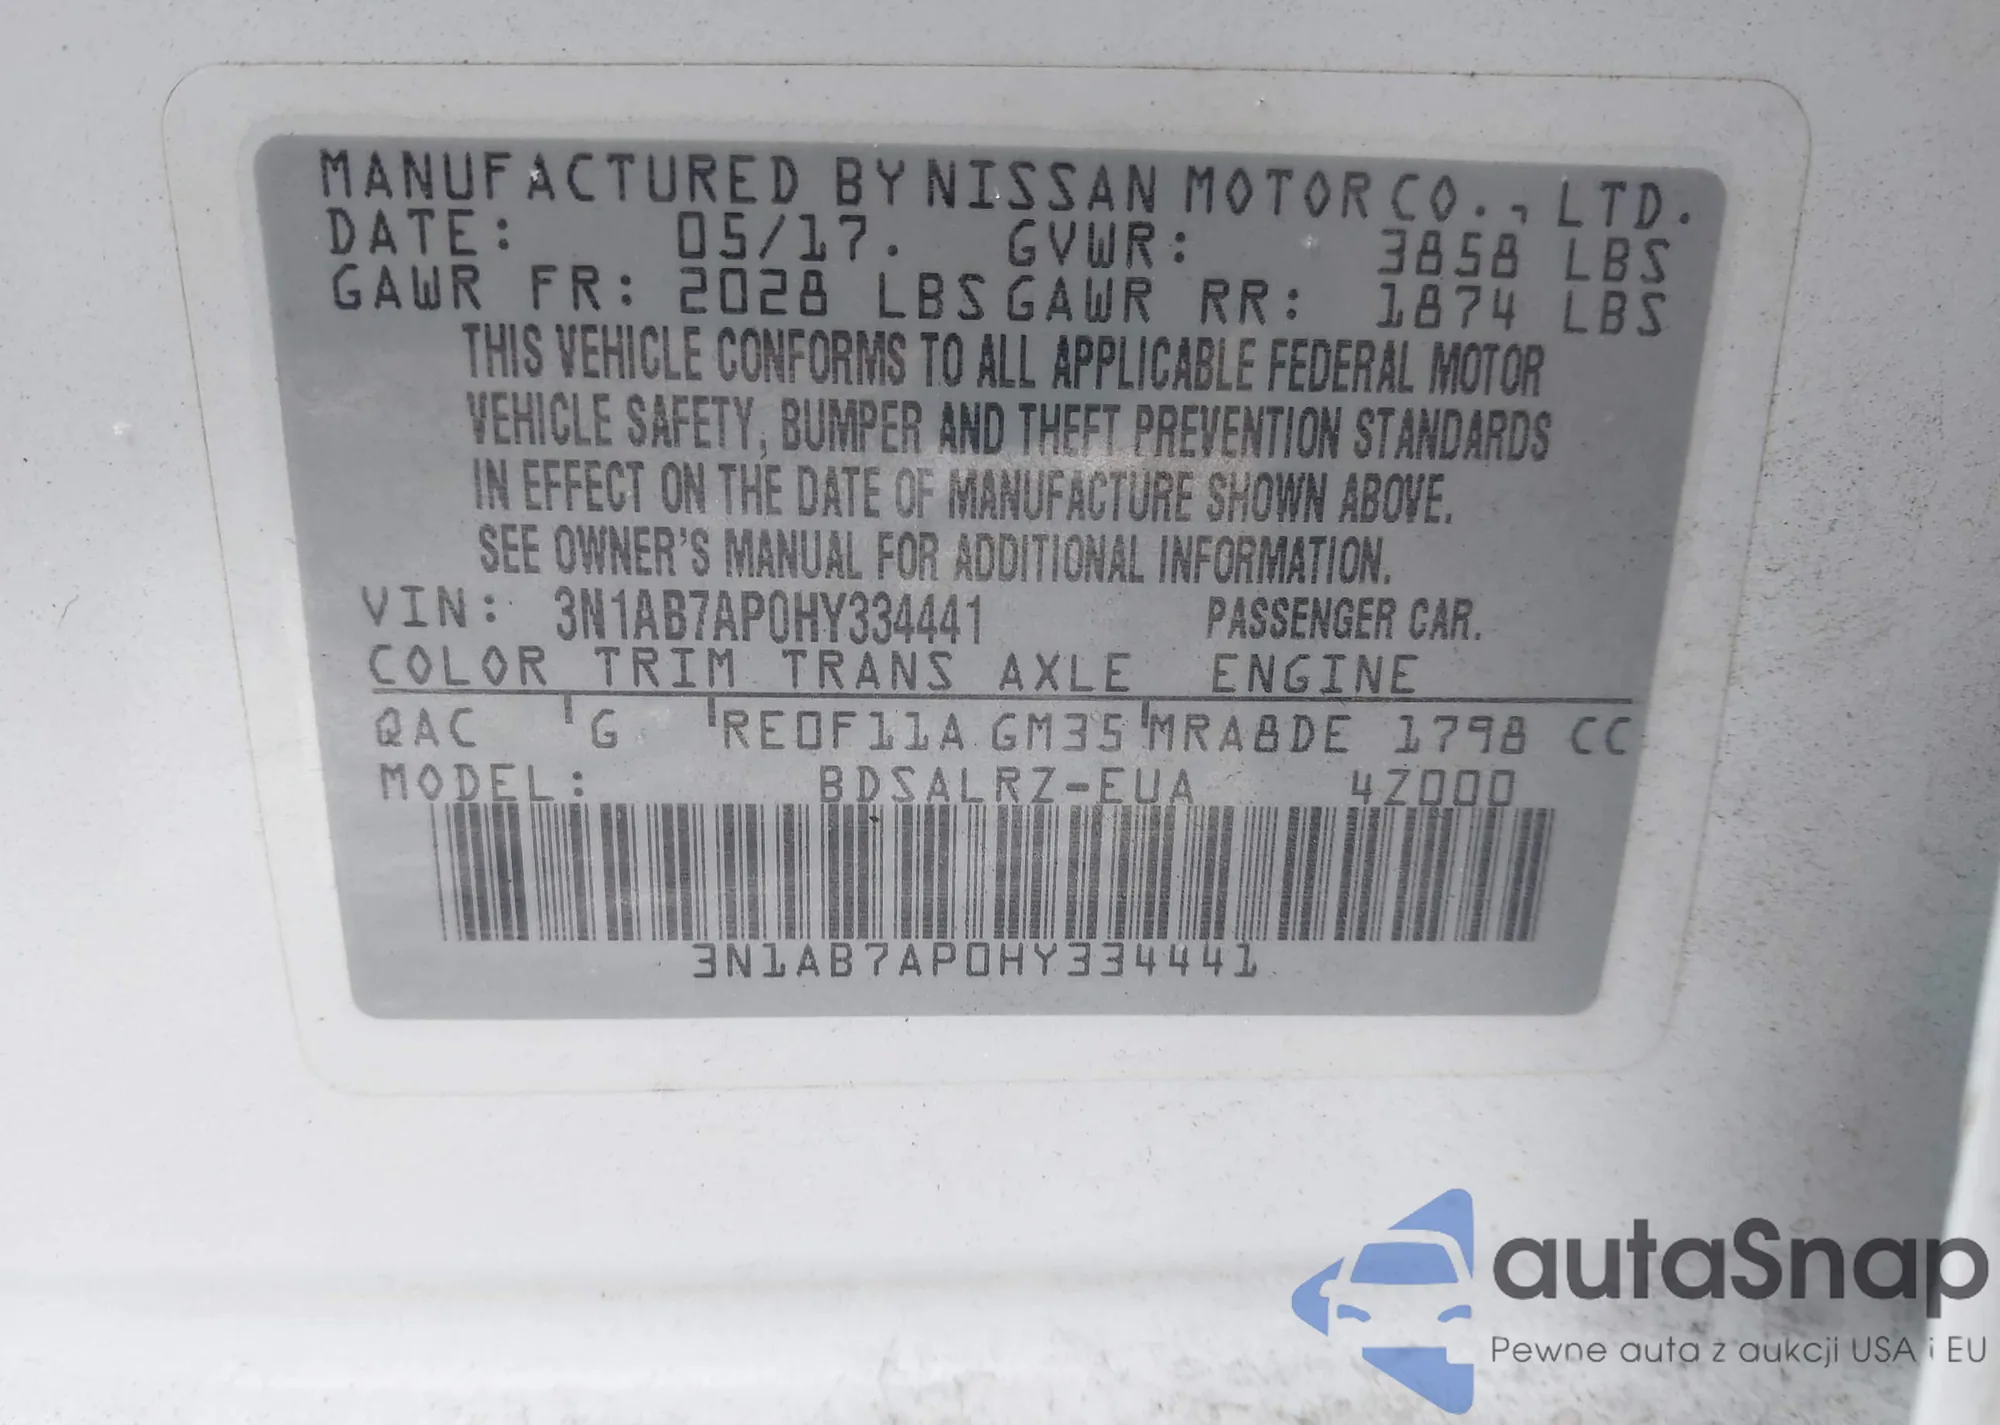 MANUFACTURED BY NISSAN MOTOR CO., LTD.
DATE: 05/17. GVWR: 3858 LBS
GAWR FR: 2028 LBS GAWR RR: 1874 LBS
THIS VEHICLE CONFORMS TO ALL APPLICABLE FEDERAL MOTOR
VEHICLE SAFETY, BUMPER AND THEFT PREVENTION STANDARDS
IN EFFECT ON THE DATE OF MANUFACTURE SHOWN ABOVE.
SEE OWNER'S MANUAL FOR ADDITIONAL INFORMATION.
VIN: 3N1AB7AP0HY334441 PASSENGER CAR.
COLOR TRIM TRANS AXLE ENGINE
QAC G RE0F11A GM35 MRA8DE 1798 CC
MODEL: BDSALRZ-EUA 4Z000
3N1AB7AP0HY334441
autaSnap
Pewne auta z aukcji USA i EU